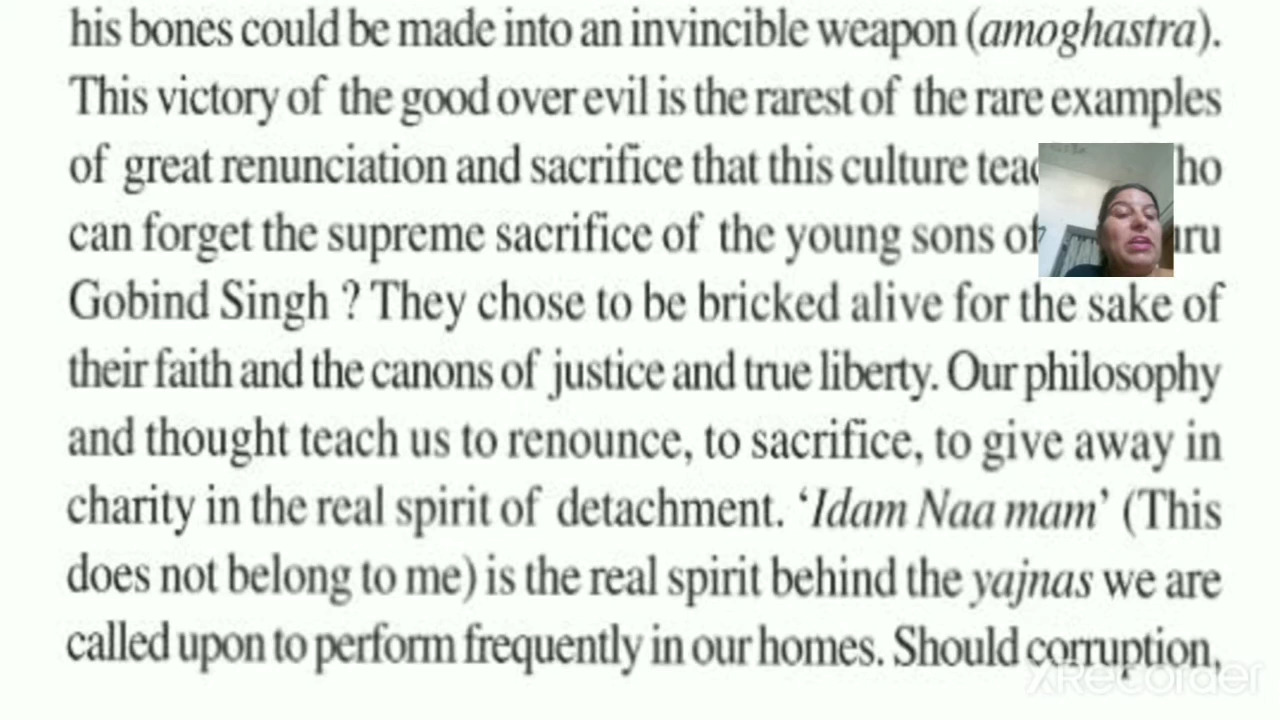 his bones could be made into an invincible weapon (amoghastra).
This victory of the good over evil is the rarest of the rare examples
of great renunciation and sacrifice that this culture
can forget the supreme sacrifice of the young sons of
Gobind Singh ? They chose to be bricked alive for the sake of
their faith and the canons of justice and true liberty. Our philosophy
and thought teach us to renounce, to sacrifice, to give away in
charity in the real spirit of detachment. ‘Idam Naa mam’ (This
does not belong to me) is the real spirit behind the yajnas we are
called upon to perform frequently in our homes. Should corruption,
XRecorder